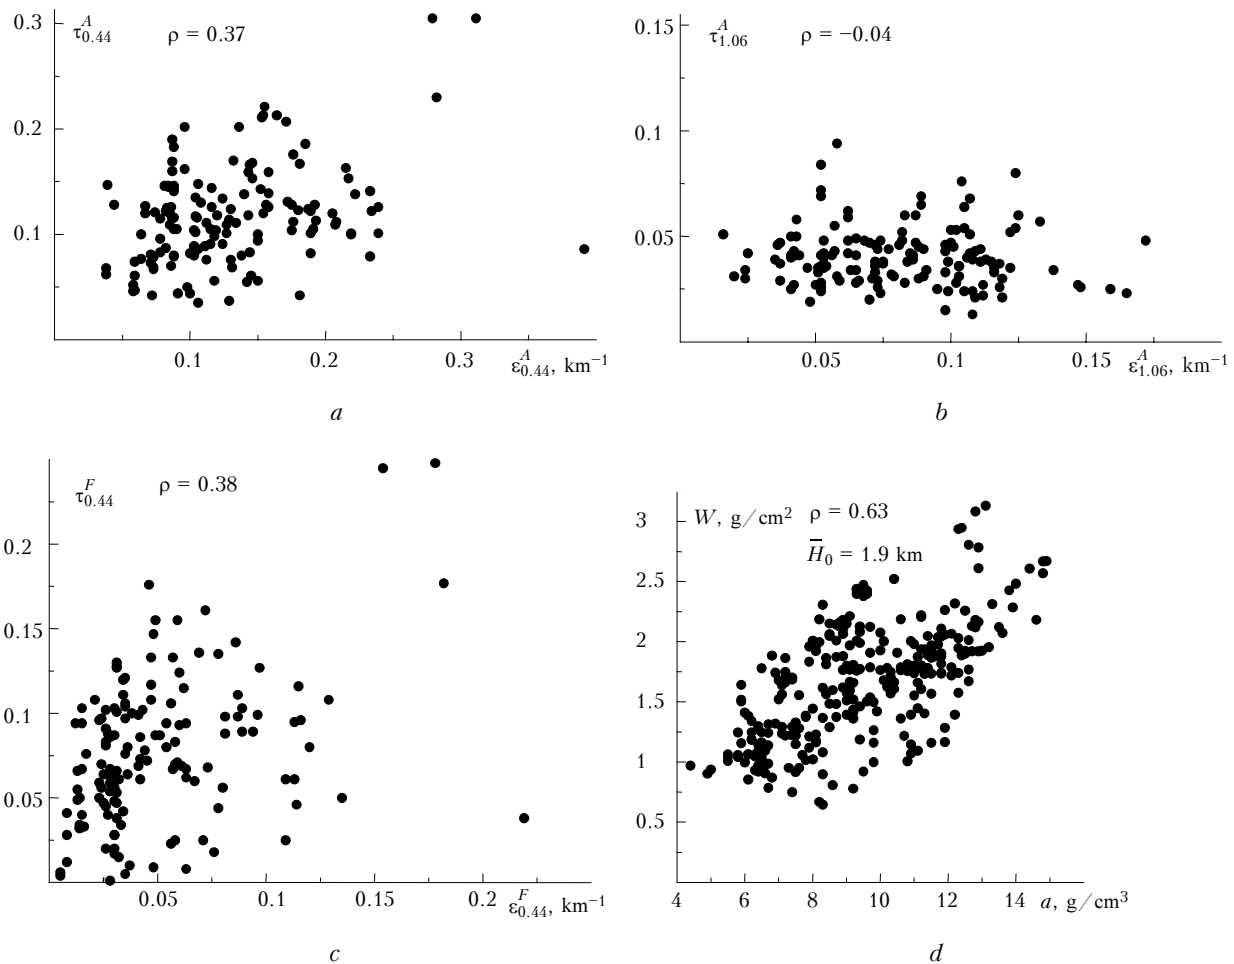 0.3
τ^A_0.44 ρ = 0.37
0.2
0.1
0.1 0.2 0.3 ε^A_0.44, km⁻¹
a
0.15
τ^A_1.06 ρ = −0.04
0.1
0.05
0.05 0.1 0.15 ε^A_1.06, km⁻¹
b
τ^F_0.44 ρ = 0.38
0.2
0.15
0.1
0.05
0.05 0.1 0.15 0.2 ε^F_0.44, km⁻¹
c
3
W, g/cm² ρ = 0.63
H̅₀ = 1.9 km
2.5
2
1.5
1
0.5
4 6 8 10 12 14 a, g/cm³
d